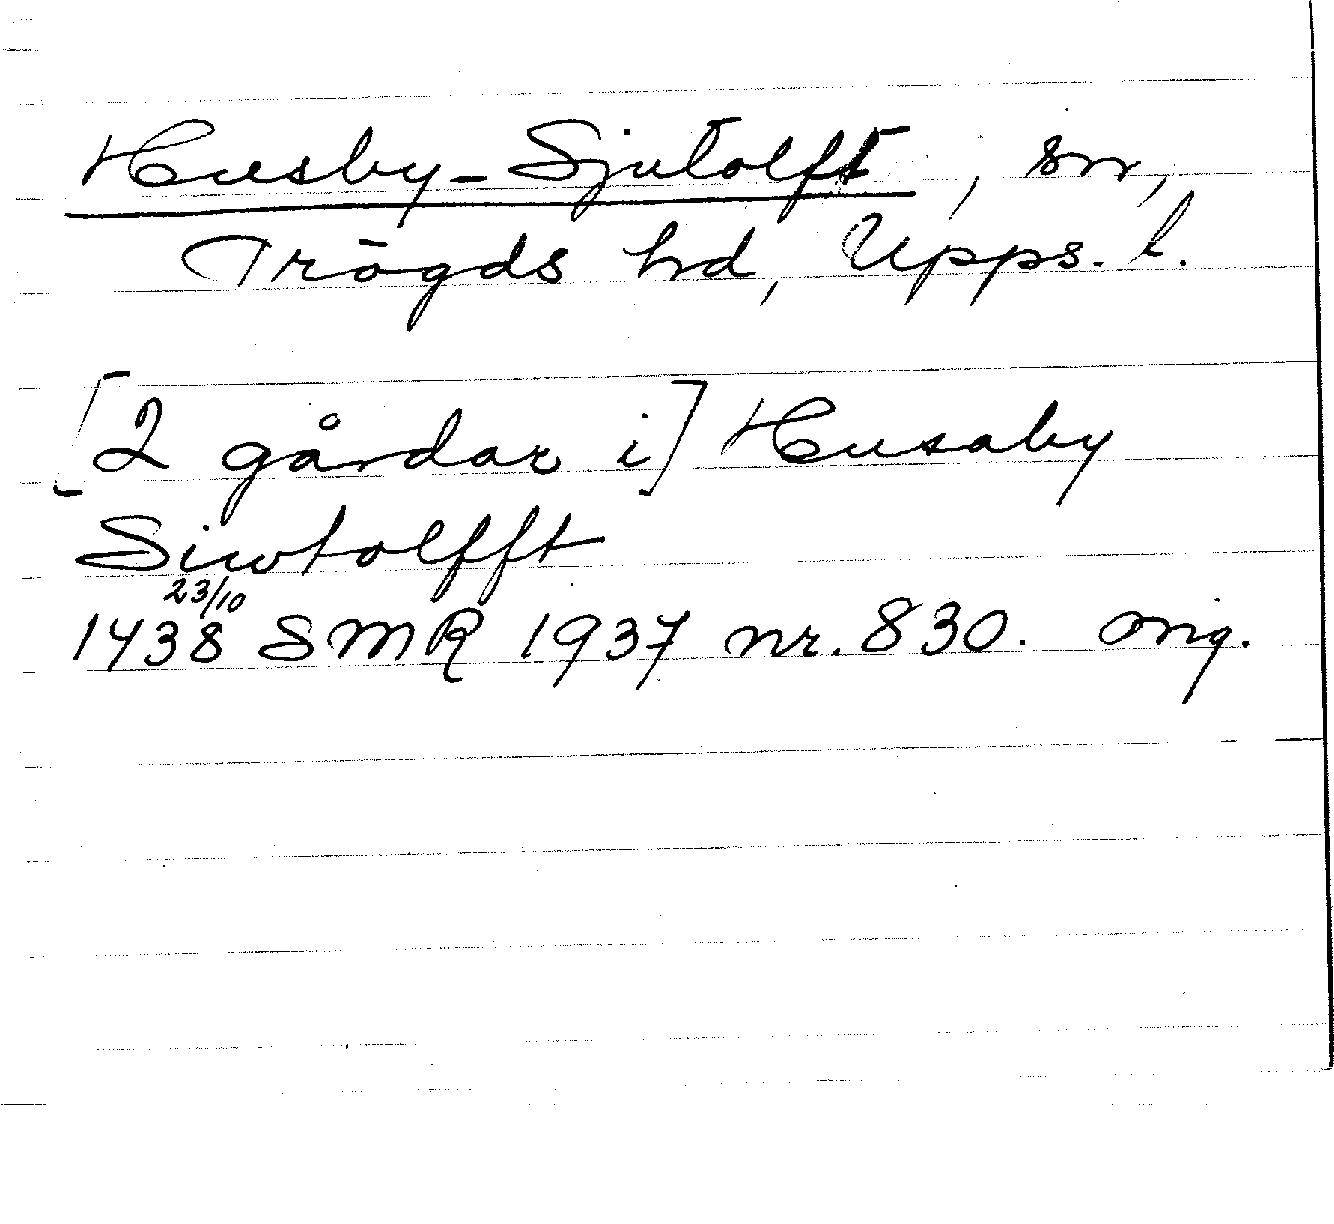 Husby-Sjutolft, sn,
Trögds hd, Upps. l.
[2 gårdar i] Husaby
Siwtolfft
23/10
1438 SMR 1937 nr. 830. orig.